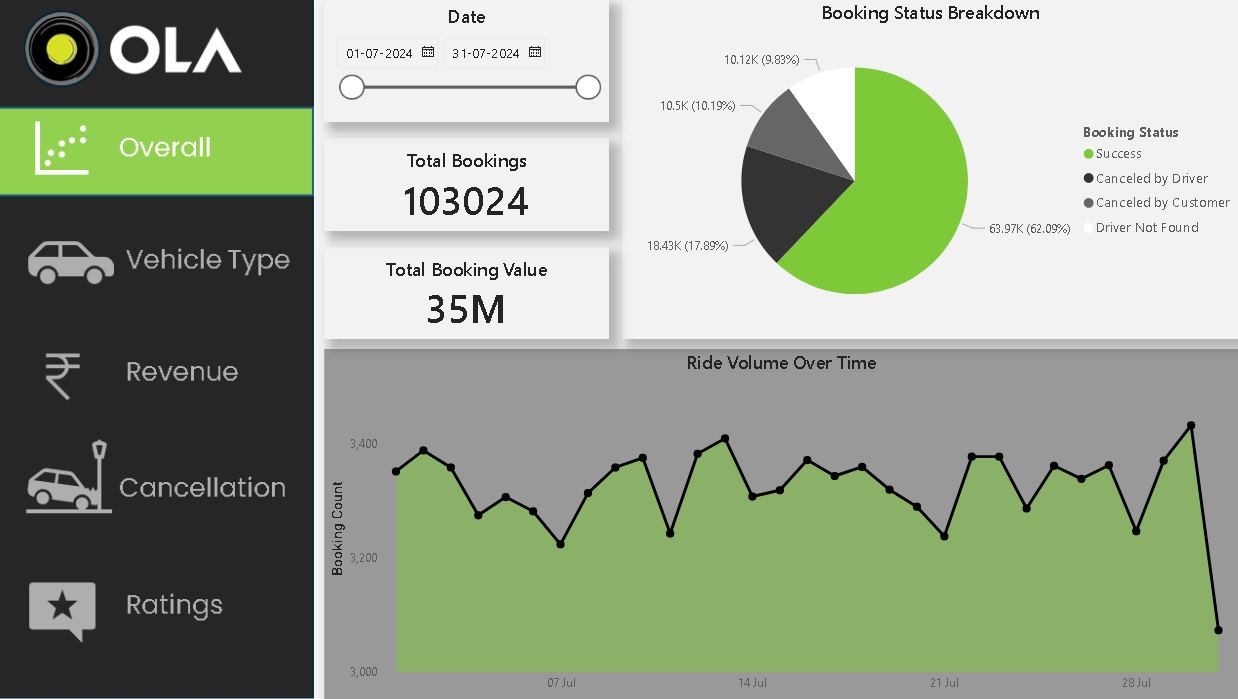 OLA
Overall
Vehicle Type
Revenue
Cancellation
Ratings
Date
01-07-2024
31-07-2024
Total Bookings
103024
Total Booking Value
35M
Booking Status Breakdown
10.12K (9.83%)
10.5K (10.19%)
18.43K (17.89%)
63.97K (62.09%)
Booking Status
Success
Canceled by Driver
Canceled by Customer
Driver Not Found
Ride Volume Over Time
Booking Count
3,400
3,200
3,000
07 Jul
14 Jul
21 Jul
28 Jul